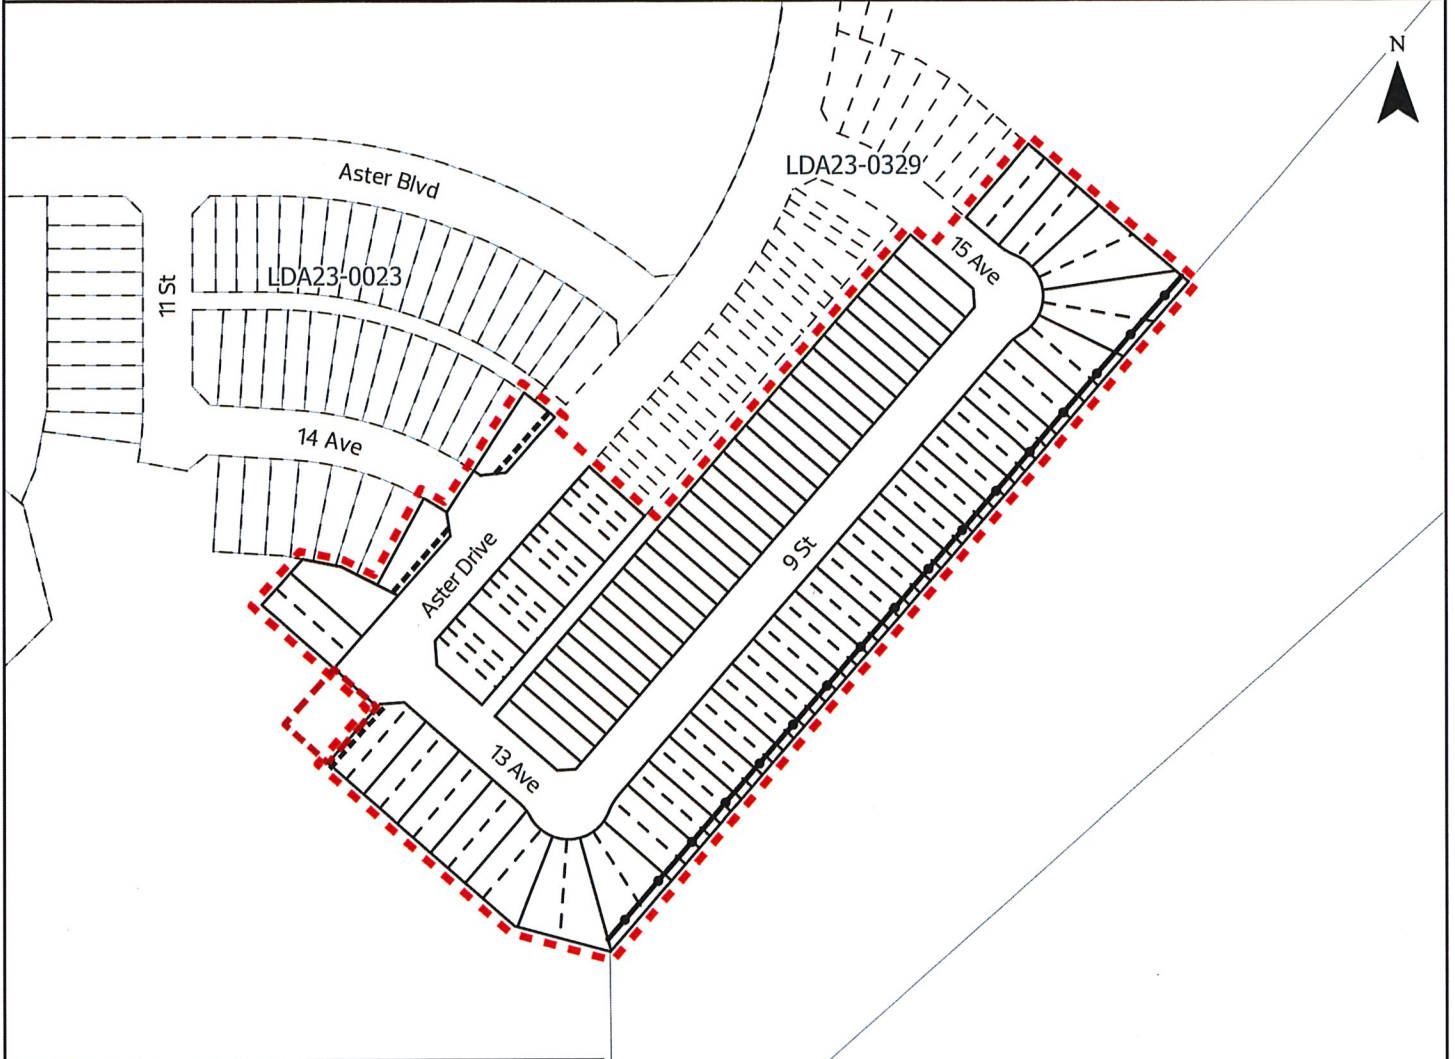 N
LDA23-0329
Aster Blvd
15 Ave
LDA23-0023
11 St
14 Ave
9 St
Aster Drive
13 Ave